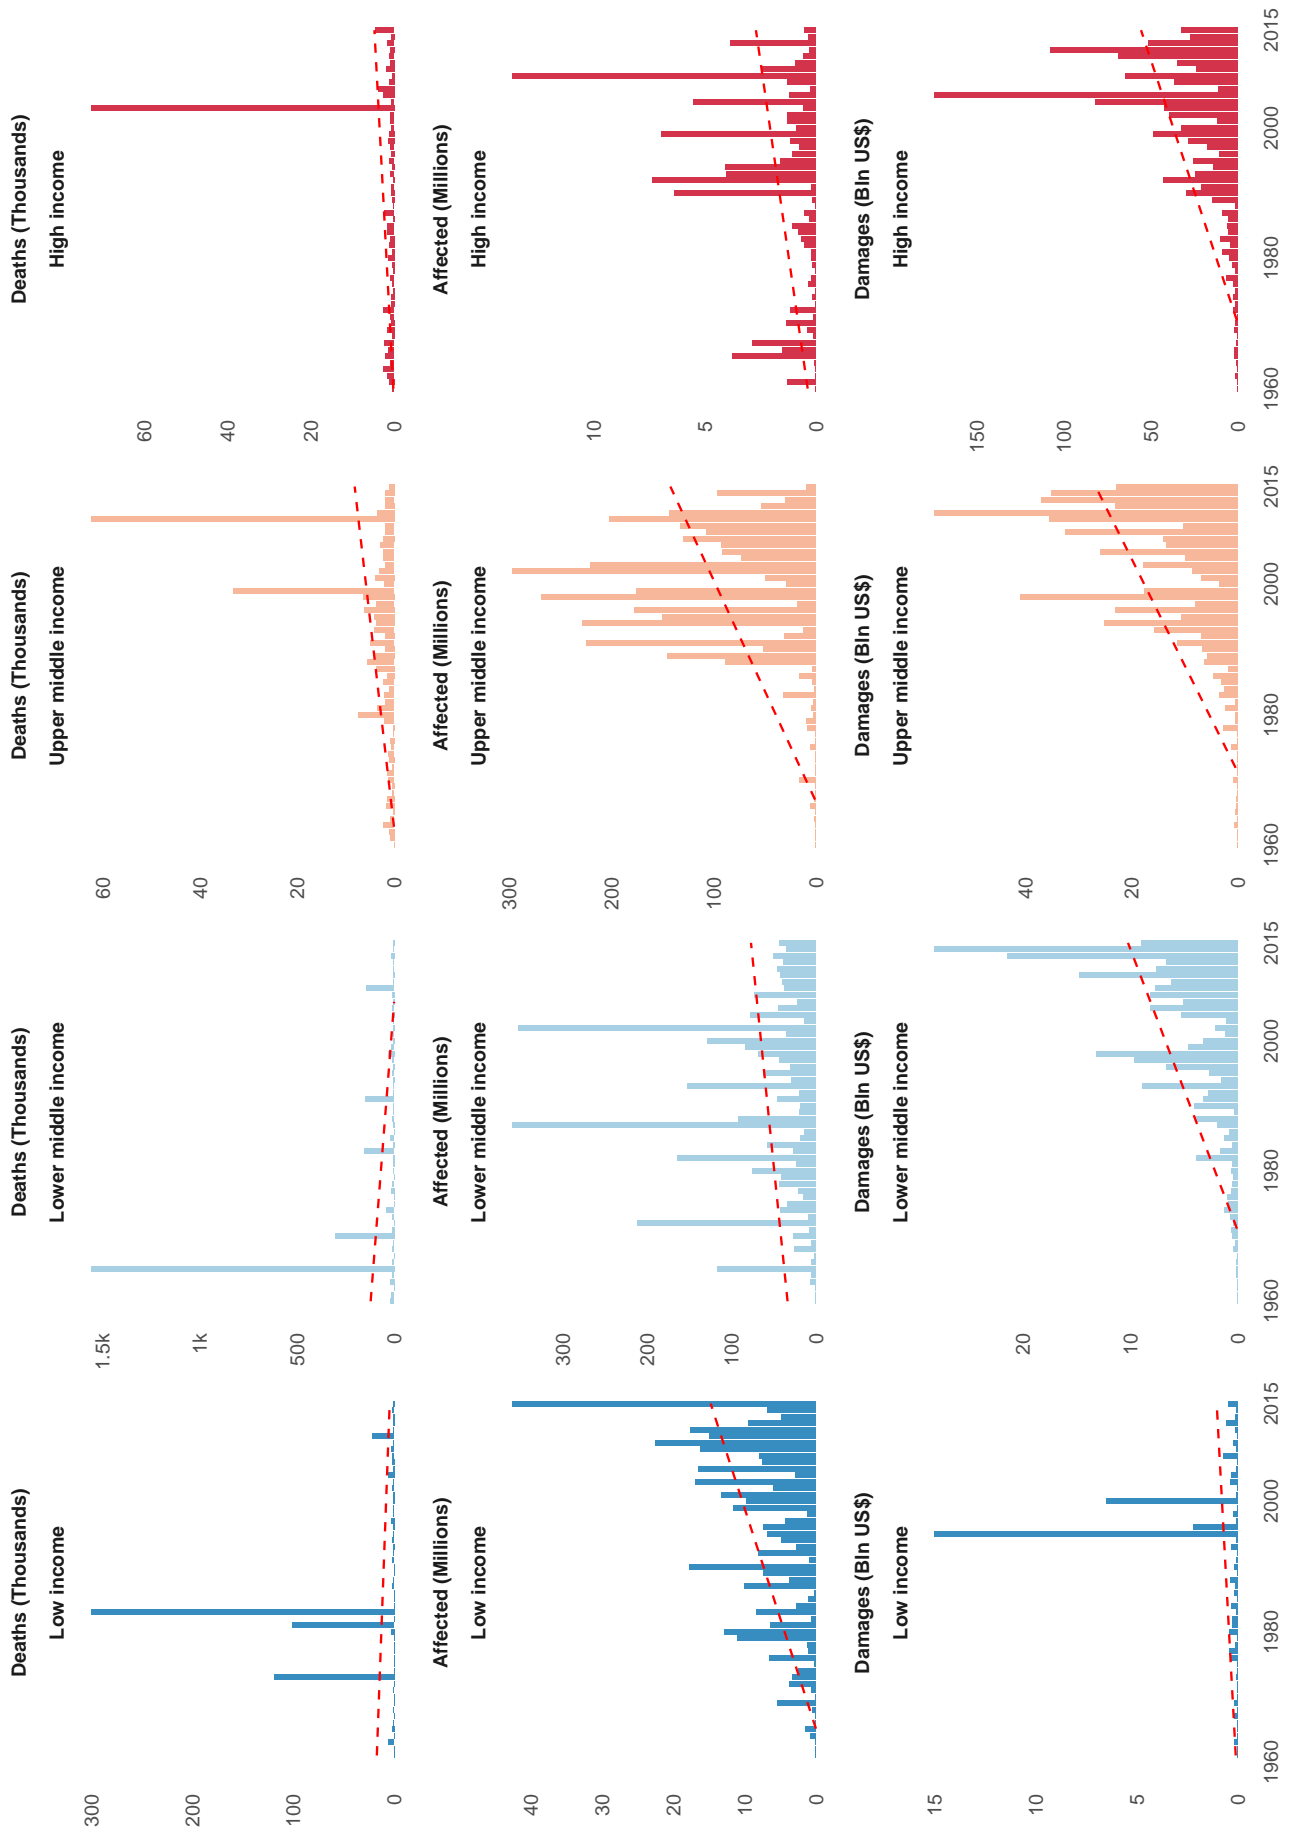 Deaths (Thousands)
Low income
300
100
0
Deaths (Thousands)
Lower middle income
1.5k
1k
500
0
Deaths (Thousands)
Upper middle income
60
40
20
0
Deaths (Thousands)
High income
60
40
20
0
Affected (Millions)
Low income
40
30
20
10
0
Affected (Millions)
Lower middle income
300
200
100
0
Affected (Millions)
Upper middle income
300
200
100
0
Affected (Millions)
High income
10
5
0
Damages (Bln US$)
Low income
15
10
5
0
1960 1980 2000 2015
Damages (Bln US$)
Lower middle income
20
10
0
1960 1980 2000 2015
Damages (Bln US$)
Upper middle income
40
20
0
1960 1980 2000 2015
Damages (Bln US$)
High income
150
100
50
0
1960 1980 2000 2015